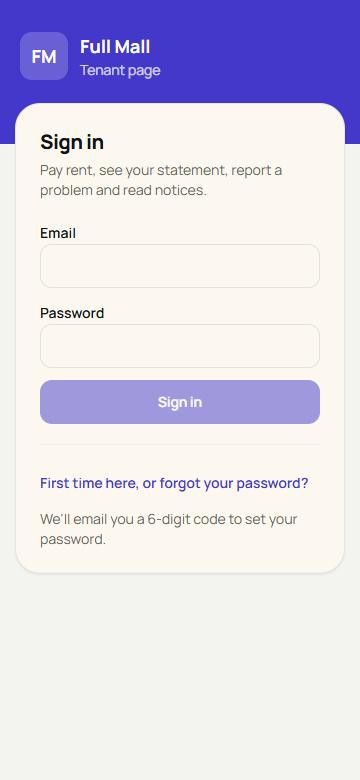 FM
Full Mall
Tenant page
Sign in
Pay rent, see your statement, report a
problem and read notices.
Email
Password
Sign in
First time here, or forgot your password?
We'll email you a 6-digit code to set your
password.